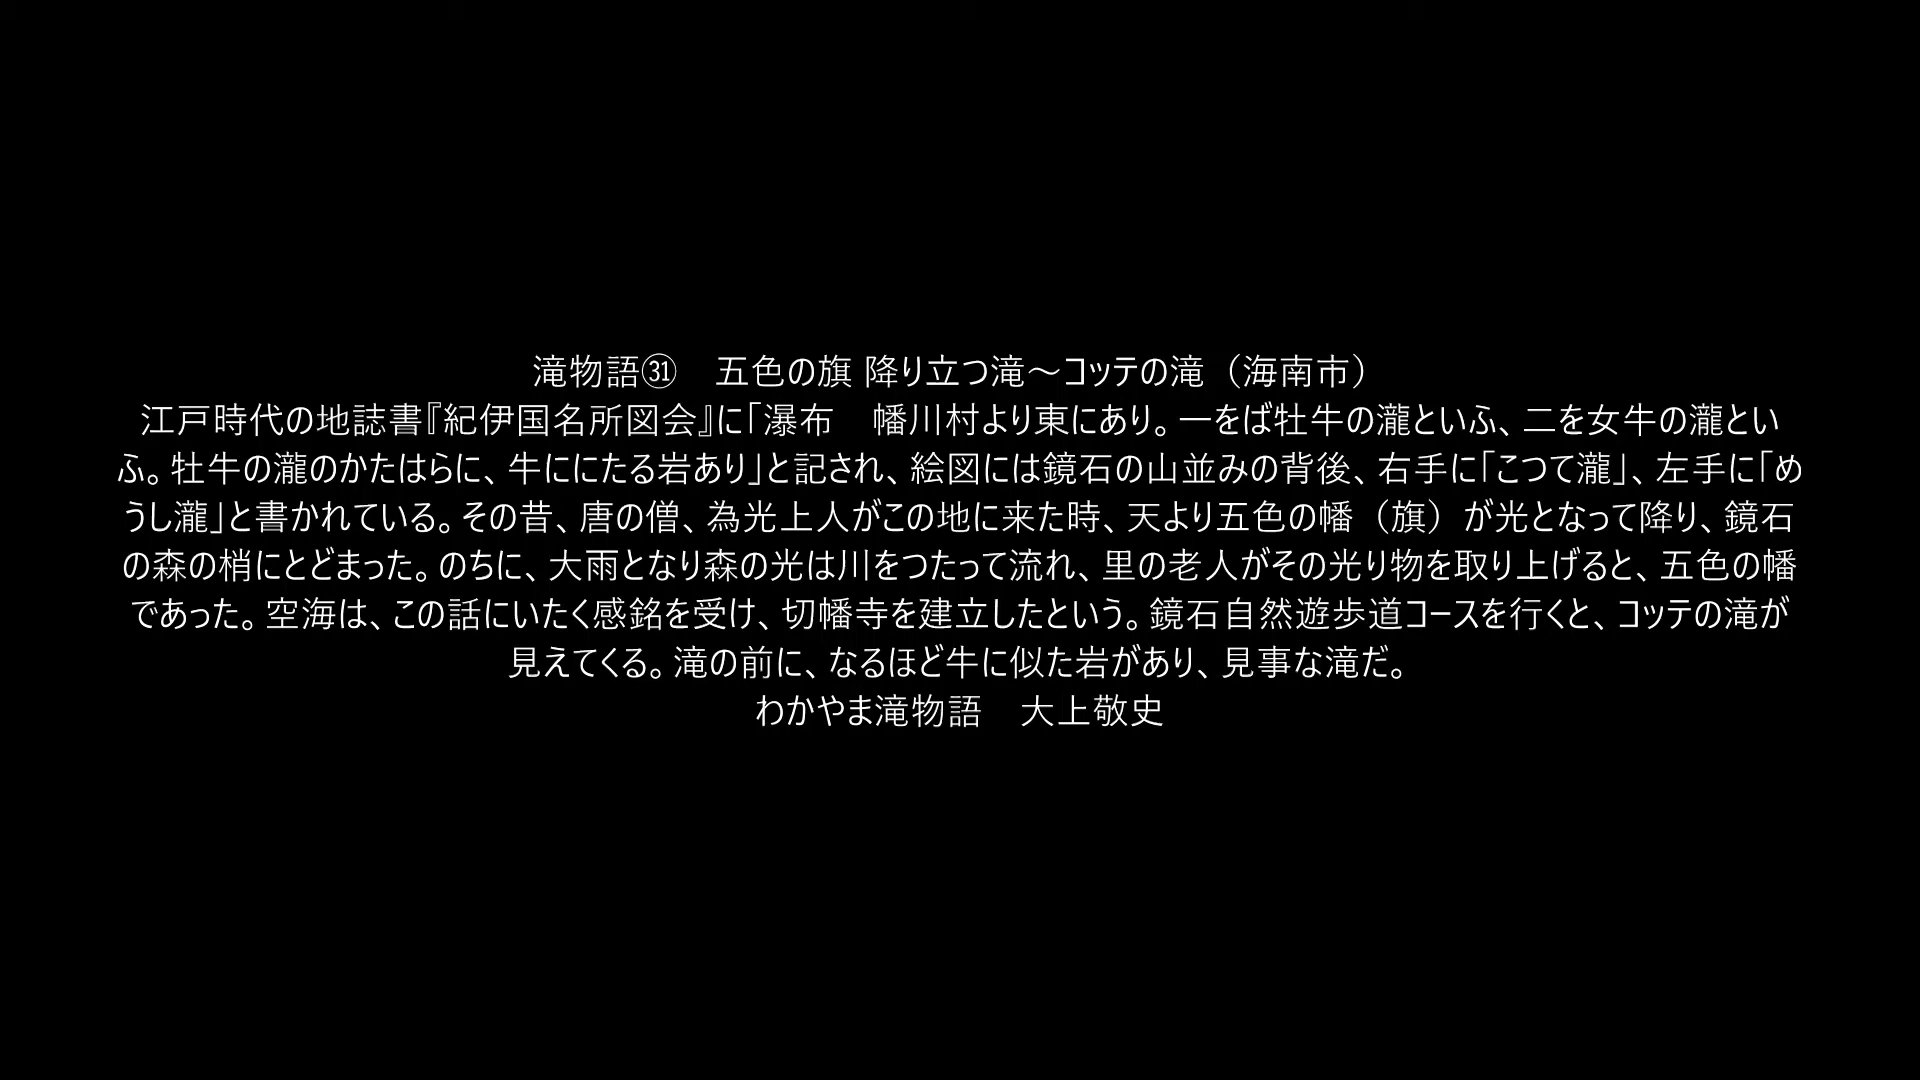 滝物語㉛　五色の旗 降り立つ滝～コッテの滝（海南市）
江戸時代の地誌書『紀伊国名所図会』に「瀑布　幡川村より東にあり。一をば牡牛の瀧といふ、二を女牛の瀧とい
ふ。牡牛の瀧のかたはらに、牛ににたる岩あり」と記され、絵図には鏡石の山並みの背後、右手に「こつて瀧」、左手に「め
うし瀧」と書かれている。その昔、唐の僧、為光上人がこの地に来た時、天より五色の幡（旗）が光となって降り、鏡石
の森の梢にとどまった。のちに、大雨となり森の光は川をつたって流れ、里の老人がその光り物を取り上げると、五色の幡
であった。空海は、この話にいたく感銘を受け、切幡寺を建立したという。鏡石自然遊歩道コースを行くと、コッテの滝が
見えてくる。滝の前に、なるほど牛に似た岩があり、見事な滝だ。
わかやま滝物語　大上敬史